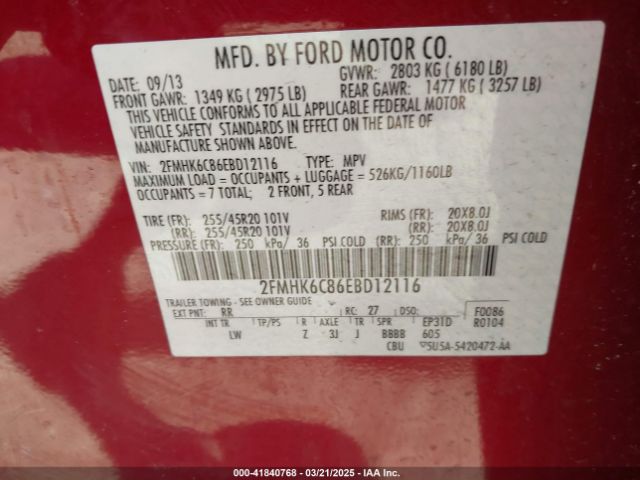 MFD. BY FORD MOTOR CO.
DATE: 09/13 GVWR: 2803 KG ( 6180 LB)
FRONT GAWR: 1349 KG ( 2975 LB) REAR GAWR: 1477 KG ( 3257 LB)
THIS VEHICLE CONFORMS TO ALL APPLICABLE FEDERAL MOTOR
VEHICLE SAFETY STANDARDS IN EFFECT ON THE DATE OF
MANUFACTURE SHOWN ABOVE.
VIN: 2FMHK6C86EBD12116 TYPE: MPV
MAXIMUM LOAD = OCCUPANTS + LUGGAGE = 526KG/1160LB
OCCUPANTS = 7 TOTAL; 2 FRONT, 5 REAR
TIRE (FR): 255/45R20 101V RIMS (FR): 20X8.0J
(RR): 255/45R20 101V (RR): 20X8.0J
PRESSURE (FR): 250 kPa/ 36 PSI COLD (RR): 250 kPa/ 36 PSI COLD
2FMHK6C86EBD12116
TRAILER TOWING - SEE OWNER GUIDE
EXT PNT: RR RC: 27 DSO: F0086
INT TR TP/PS R AXLE TR SPR EP31D R0104
LW Z 3J J BBBB 605
CBU 5U5A-5420472-AA
000-41840768 — 03/21/2025 — IAA Inc.